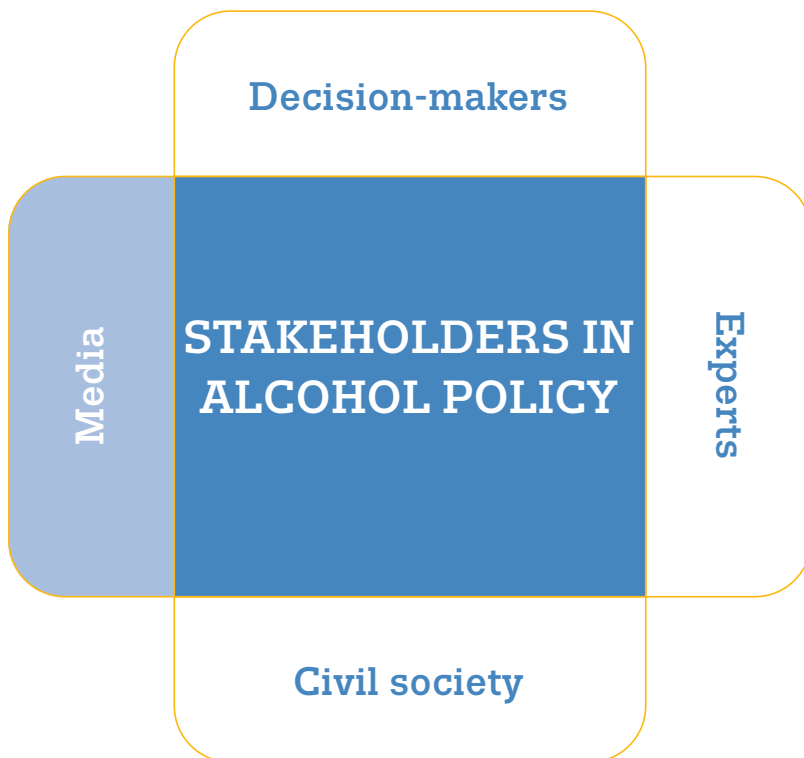 Decision-makers
Media
STAKEHOLDERS IN
ALCOHOL POLICY
Experts
Civil society